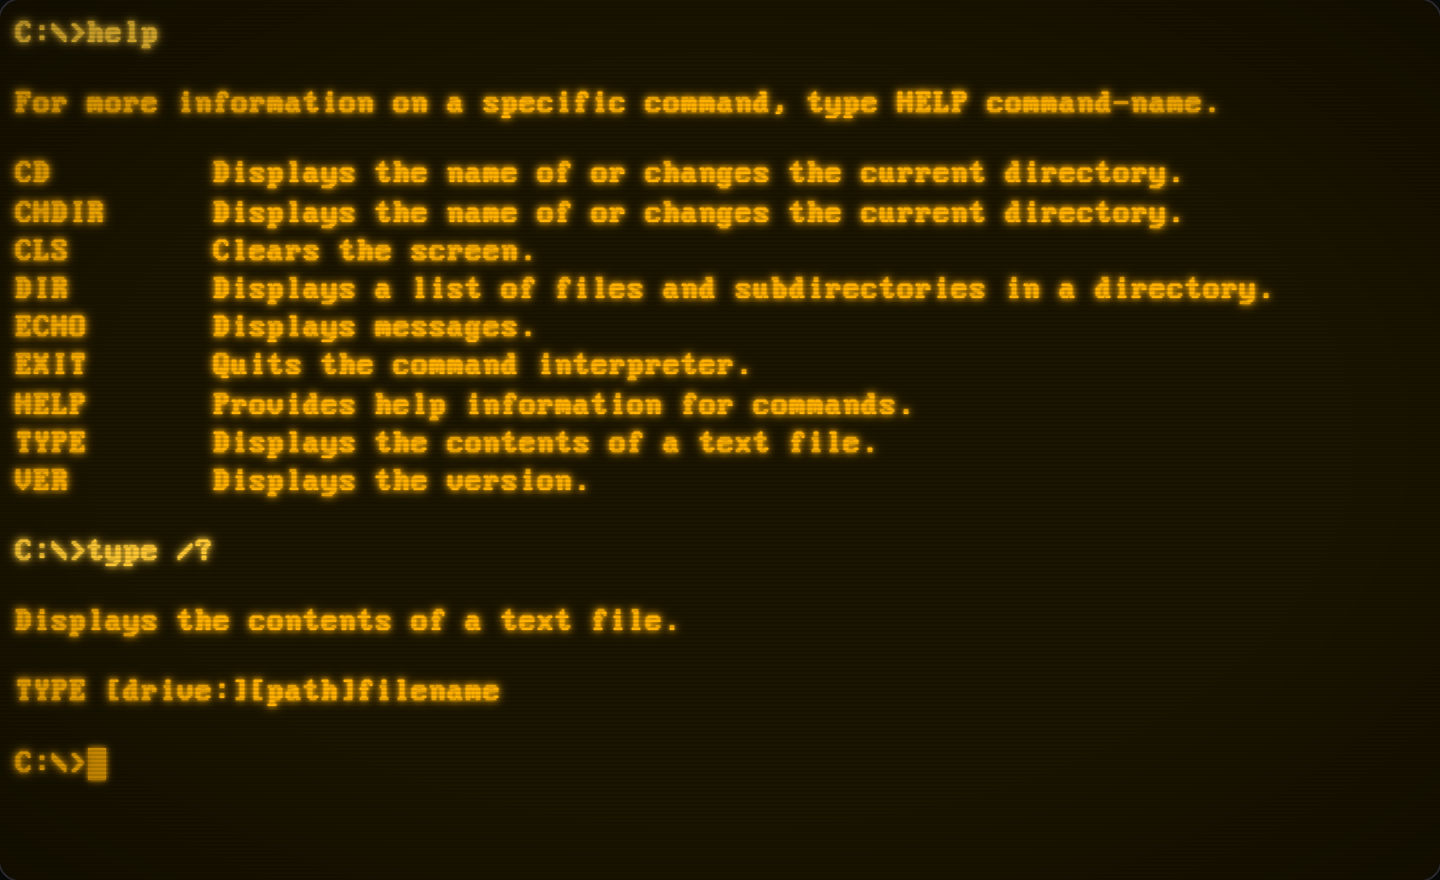 C:\>help
For more information on a specific command, type HELP command-name.
CD Displays the name of or changes the current directory.
CHDIR Displays the name of or changes the current directory.
CLS Clears the screen.
DIR Displays a list of files and subdirectories in a directory.
ECHO Displays messages.
EXIT Quits the command interpreter.
HELP Provides help information for commands.
TYPE Displays the contents of a text file.
VER Displays the version.
C:\>type /?
Displays the contents of a text file.
TYPE [drive:][path]filename
C:\>